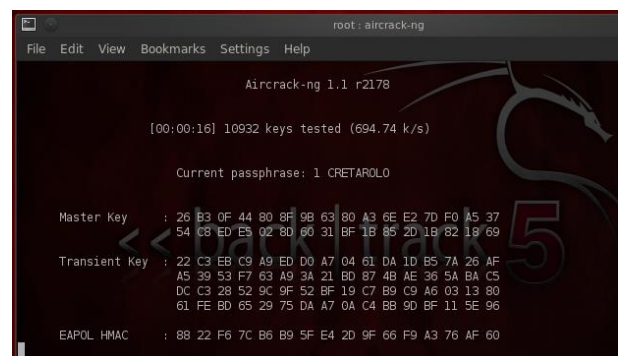 root : aircrack-ng
File Edit View Bookmarks Settings Help
Aircrack-ng 1.1 r2178
[00:00:16] 10932 keys tested (694.74 k/s)
Current passphrase: 1 CRETAROLO
Master Key : 26 B3 0F 44 80 8F 9B 63 80 A3 6E E2 7D F0 A5 37
54 C8 ED E5 02 8D 60 31 BF 1B 85 2D 1B 82 18 69
Transient Key : 22 C3 EB C9 A9 ED D0 A7 04 61 DA 1D B5 7A 26 AF
A5 39 53 F7 63 A9 3A 21 BD 87 4B AE 36 5A BA C5
DC C3 28 52 9C 9F 52 BF 19 C7 B9 C9 A6 03 13 80
61 FE BD 65 29 75 DA A7 0A C4 BB 9D BF 11 5E 96
EAPOL HMAC : 88 22 F6 7C B6 B9 5F E4 2D 9F 66 F9 A3 76 AF 60
<< back | track 5